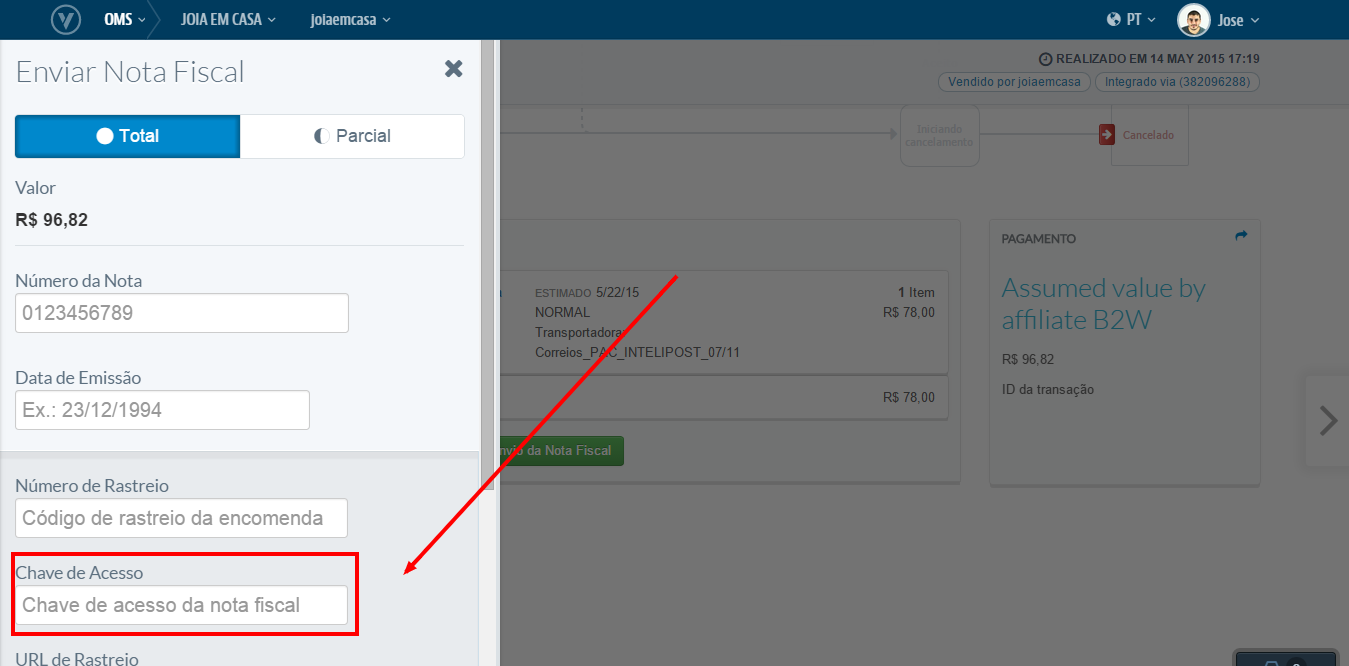 OMS JOIA EM CASA joiaemcasa PT Jose
Enviar Nota Fiscal
Total Parcial
Valor
R$ 96,82
Número da Nota
0123456789
Data de Emissão
Ex.: 23/12/1994
Número de Rastreio
Código de rastreio da encomenda
Chave de Acesso
Chave de acesso da nota fiscal
URL de Rastreio
REALIZADO EM 14 MAY 2015 17:19
Vendido por joiaemcasa Integrado via (382096288)
Iniciando
cancelamento
Cancelado
ESTIMADO 5/22/15 1 Item
NORMAL R$ 78,00
Transportadora:
Correios_PAC_INTELIPOST_07/11
R$ 78,00
da Nota Fiscal
PAGAMENTO
Assumed value by
affiliate B2W
R$ 96,82
ID da transação